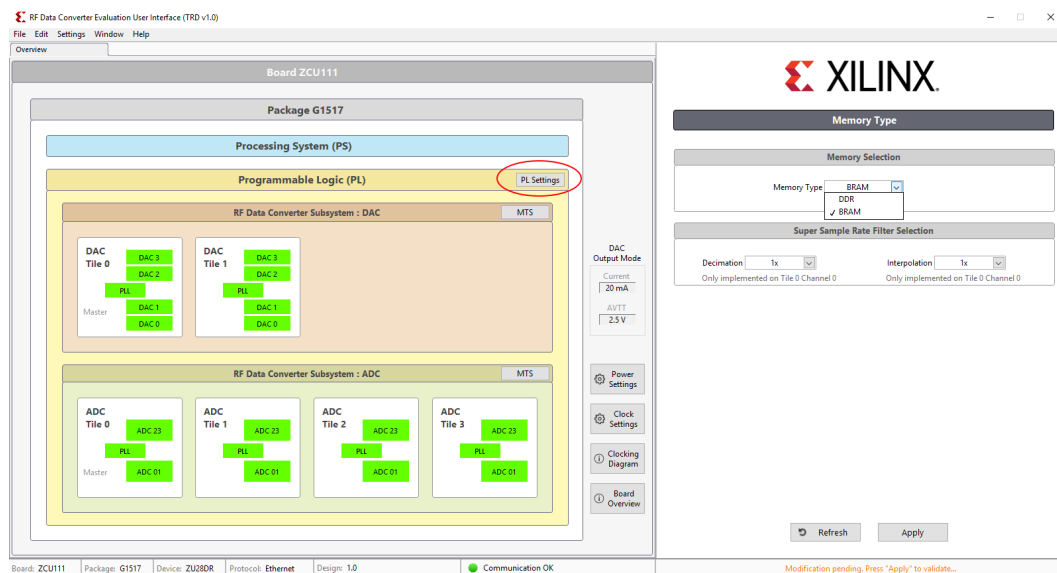 RF Data Converter Evaluation User Interface (TRD v1.0)
File Edit Settings Window Help
Overview
Board ZCU111
Package G1517
Processing System (PS)
Programmable Logic (PL)
PL Settings
RF Data Converter Subsystem : DAC
MTS
DAC
Tile 0
DAC 3
DAC 2
PLL
Master
DAC 1
DAC 0
DAC
Tile 1
DAC 3
DAC 2
PLL
DAC 1
DAC 0
RF Data Converter Subsystem : ADC
MTS
ADC
Tile 0
ADC 23
PLL
Master
ADC 01
ADC
Tile 1
ADC 23
PLL
ADC 01
ADC
Tile 2
ADC 23
PLL
ADC 01
ADC
Tile 3
ADC 23
PLL
ADC 01
DAC
Output Mode
Current
20 mA
AVTT
2.5 V
Power
Settings
Clock
Settings
Clocking
Diagram
Board
Overview
XILINX.
Memory Type
Memory Selection
Memory Type BRAM
DDR
✓ BRAM
Super Sample Rate Filter Selection
Decimation 1x
Interpolation 1x
Only implemented on Tile 0 Channel 0
Only implemented on Tile 0 Channel 0
Refresh
Apply
Board: ZCU111 Package: G1517 Device: ZU28DR Protocol: Ethernet Design: 1.0 Communication OK
Modification pending. Press "Apply" to validate...